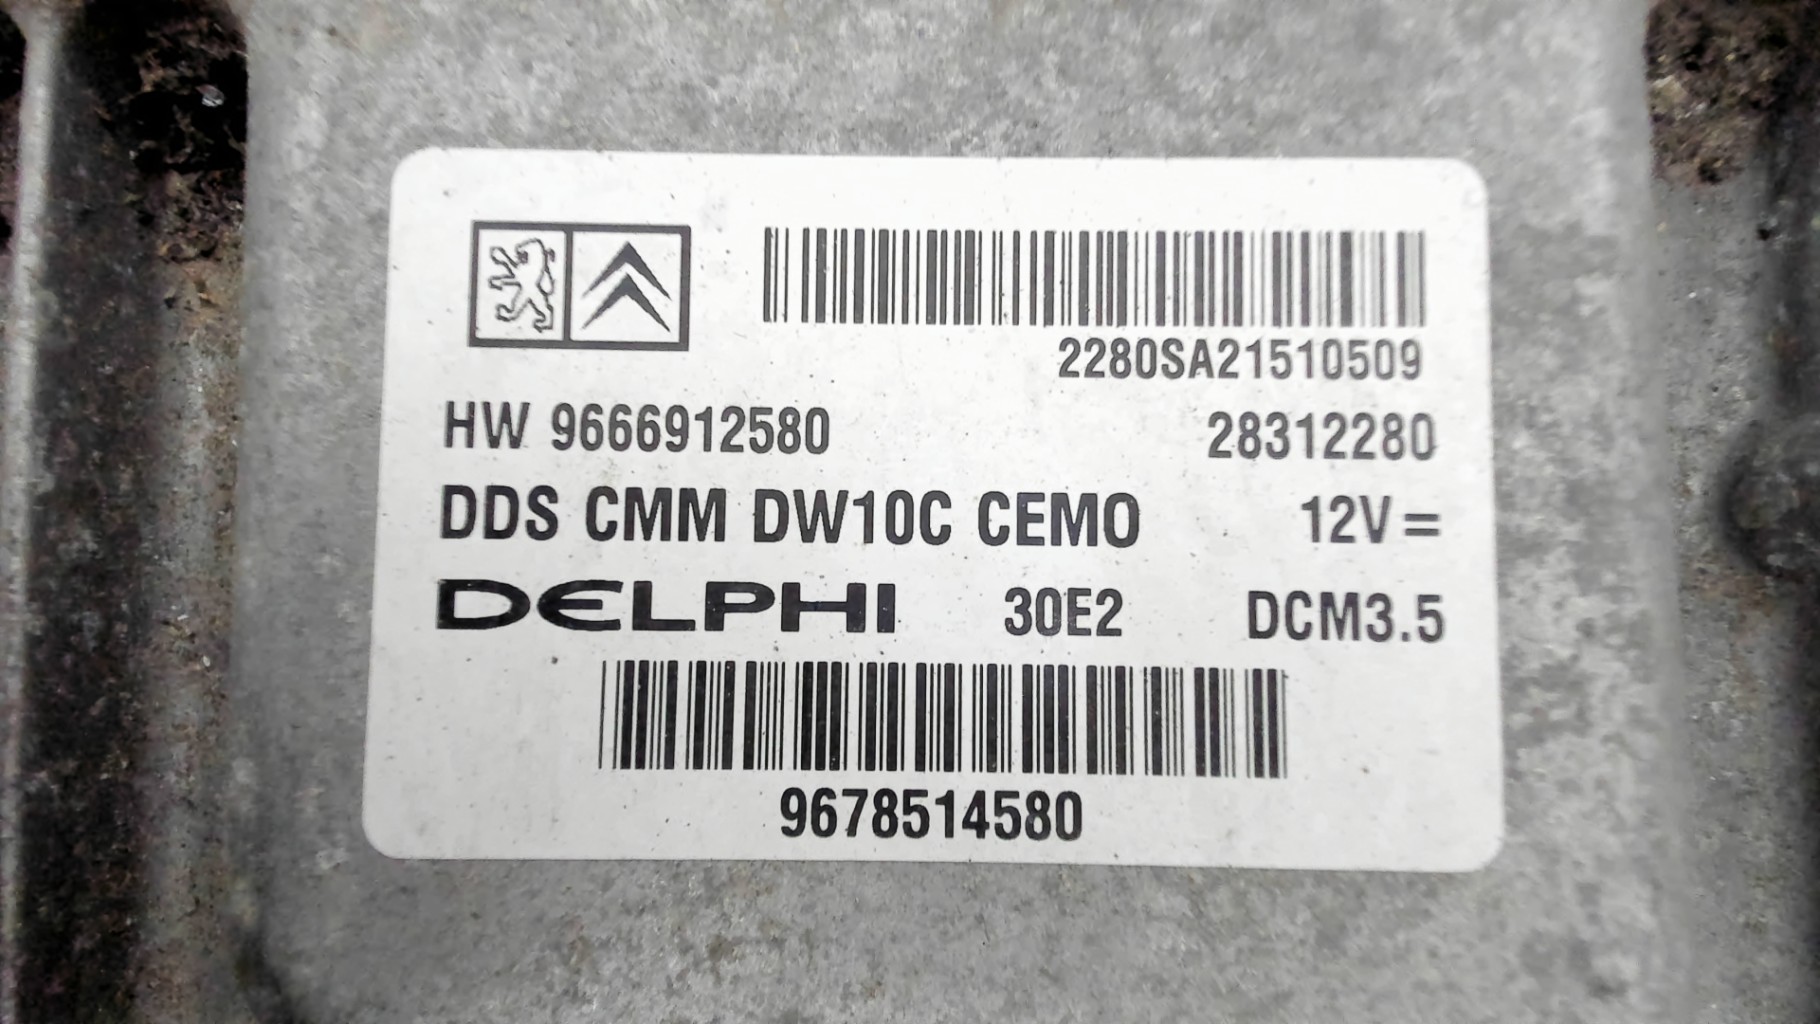 2280SA21510509
HW 9666912580 28312280
DDS CMM DW10C CEMO 12V =
DELPHI 30E2 DCM3.5
9678514580